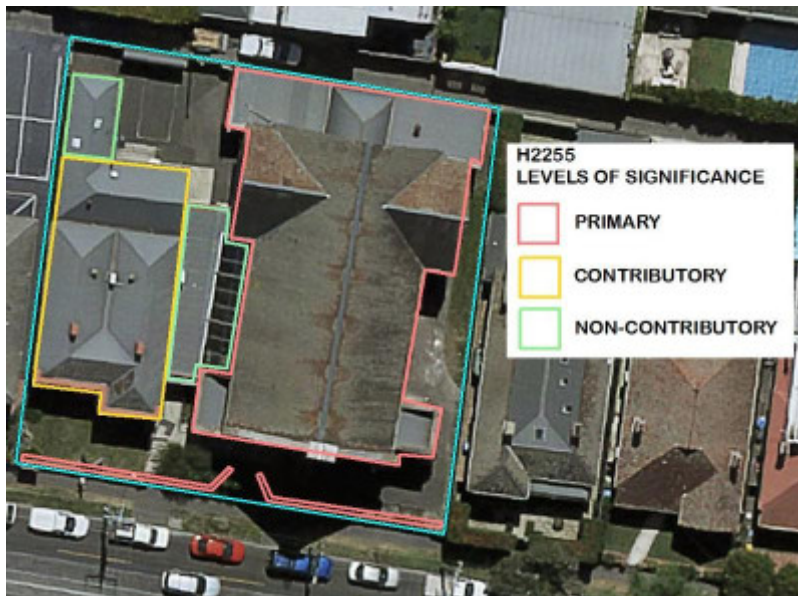 H2255
LEVELS OF SIGNIFICANCE
PRIMARY
CONTRIBUTORY
NON-CONTRIBUTORY